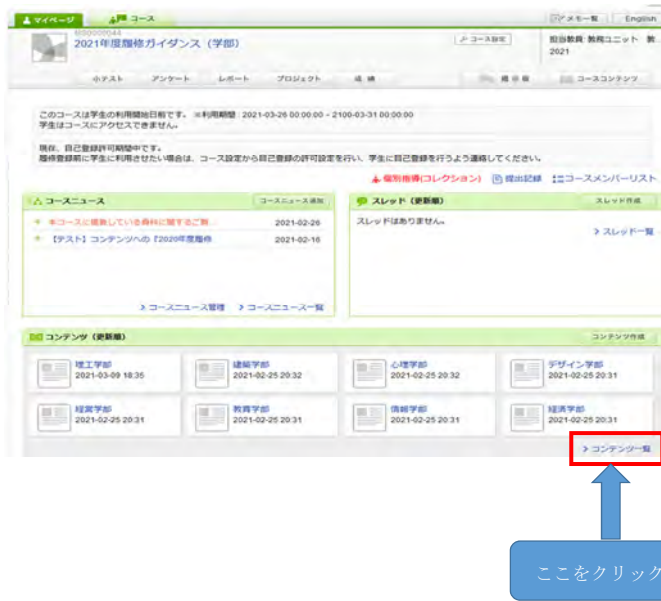 マイページ コース メモ一覧 English
2021年度履修ガイダンス (学部) コース設定 担当教員: 教務ユニット 教
2021
小テスト アンケート レポート プロジェクト 成績 掲示板 コースコンテンツ
このコースは学生の利用開始日前です。 ※利用期間 : 2021-03-26 00:00:00 - 2100-03-31 00:00:00
学生はコースにアクセスできません。
現在、自己登録許可期間中です。
履修登録前に学生に利用させたい場合は、コース設定から自己登録の許可設定を行い、学生に自己登録を行うよう連絡してください。
個別指導(コレクション) 提出記録 コースメンバーリスト
コースニュース コースニュース追加
本コースに掲載している資料に関するご質 2021-02-26
【テスト】コンテンツへの『2020年度履修 2021-02-16
コースニュース管理 コースニュース一覧
スレッド (更新順) スレッド作成
スレッドはありません。
スレッド一覧
コンテンツ (更新順) コンテンツ作成
理工学部 建築学部 心理学部 デザイン学部
2021-03-09 18:35 2021-02-25 20:32 2021-02-25 20:32 2021-02-25 20:31
経営学部 教育学部 情報学部 経済学部
2021-02-25 20:31 2021-02-25 20:31 2021-02-25 20:31 2021-02-25 20:31
コンテンツ一覧
ここをクリック